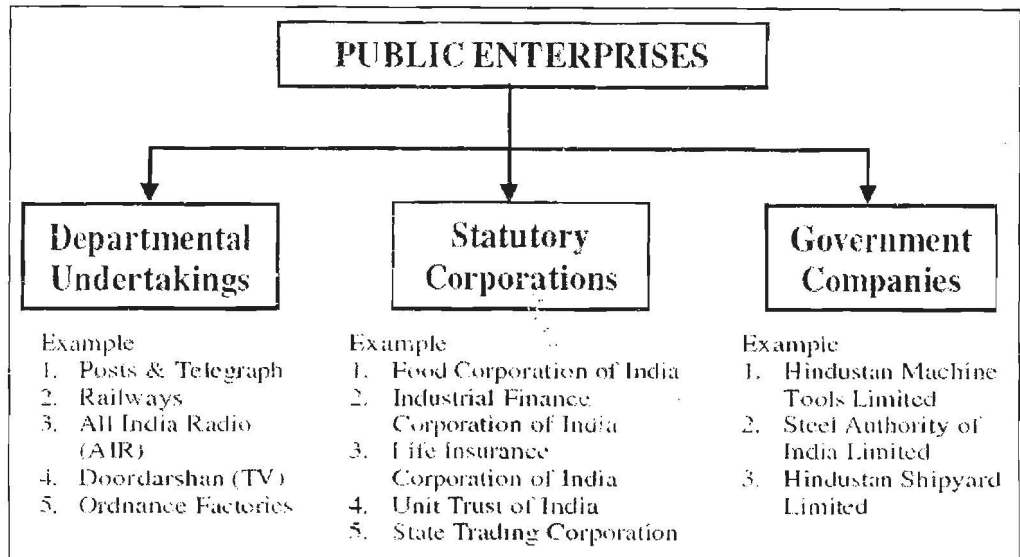 PUBLIC ENTERPRISES
Departmental
Undertakings
Example
1. Posts & Telegraph
2. Railways
3. All India Radio
(AIR)
4. Doordarshan (TV)
5. Ordnance Factories
Statutory
Corporations
Example
1. Food Corporation of India
2. Industrial Finance
Corporation of India
3. Life Insurance
Corporation of India
4. Unit Trust of India
5. State Trading Corporation
Government
Companies
Example
1. Hindustan Machine
Tools Limited
2. Steel Authority of
India Limited
3. Hindustan Shipyard
Limited